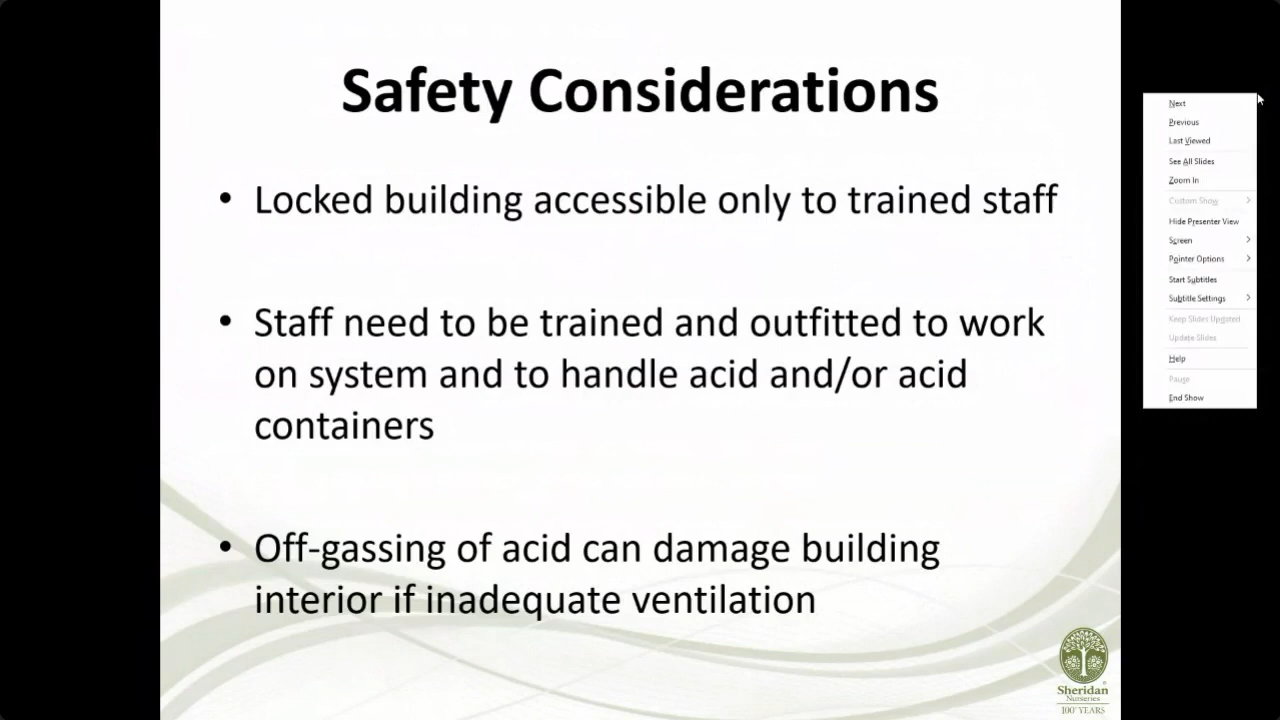 Safety Considerations
• Locked building accessible only to trained staff
• Staff need to be trained and outfitted to work
on system and to handle acid and/or acid
containers
• Off-gassing of acid can damage building
interior if inadequate ventilation
Sheridan
Nurseries
100+ YEARS
Next
Previous
Last Viewed
See All Slides
Zoom In
Custom Show
Hide Presenter View
Screen
Pointer Options
Start Subtitles
Subtitle Settings
Keep Slides Updated
Update Slides
Help
Pause
End Show